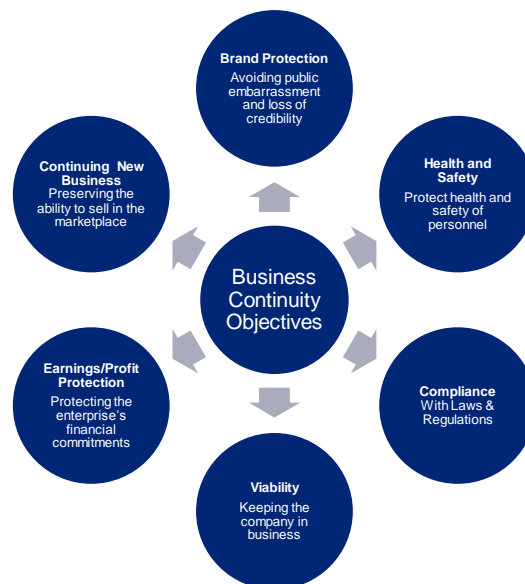 Brand Protection
Avoiding public
embarrassment
and loss of
credibility
Health and
Safety
Protect health and
safety of
personnel
Compliance
With Laws &
Regulations
Viability
Keeping the
company in
business
Earnings/Profit
Protection
Protecting the
enterprise's
financial
commitments
Continuing New
Business
Preserving the
ability to sell in the
marketplace
Business
Continuity
Objectives